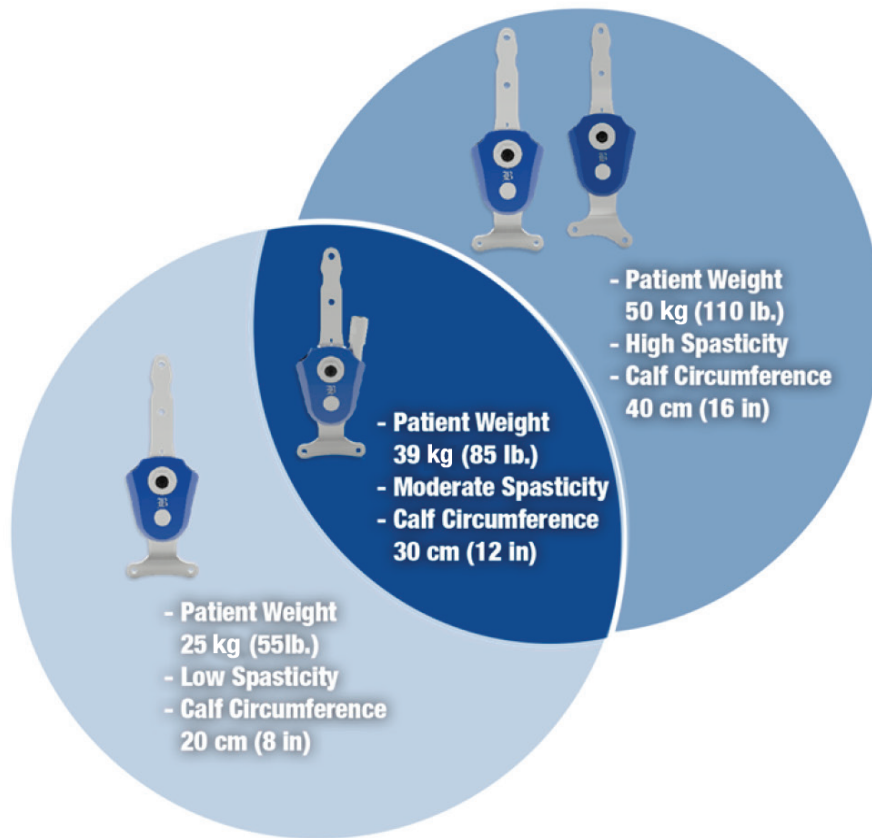 - Patient Weight
50 kg (110 lb.)
- High Spasticity
- Calf Circumference
40 cm (16 in)
- Patient Weight
39 kg (85 lb.)
- Moderate Spasticity
- Calf Circumference
30 cm (12 in)
- Patient Weight
25 kg (55lb.)
- Low Spasticity
- Calf Circumference
20 cm (8 in)